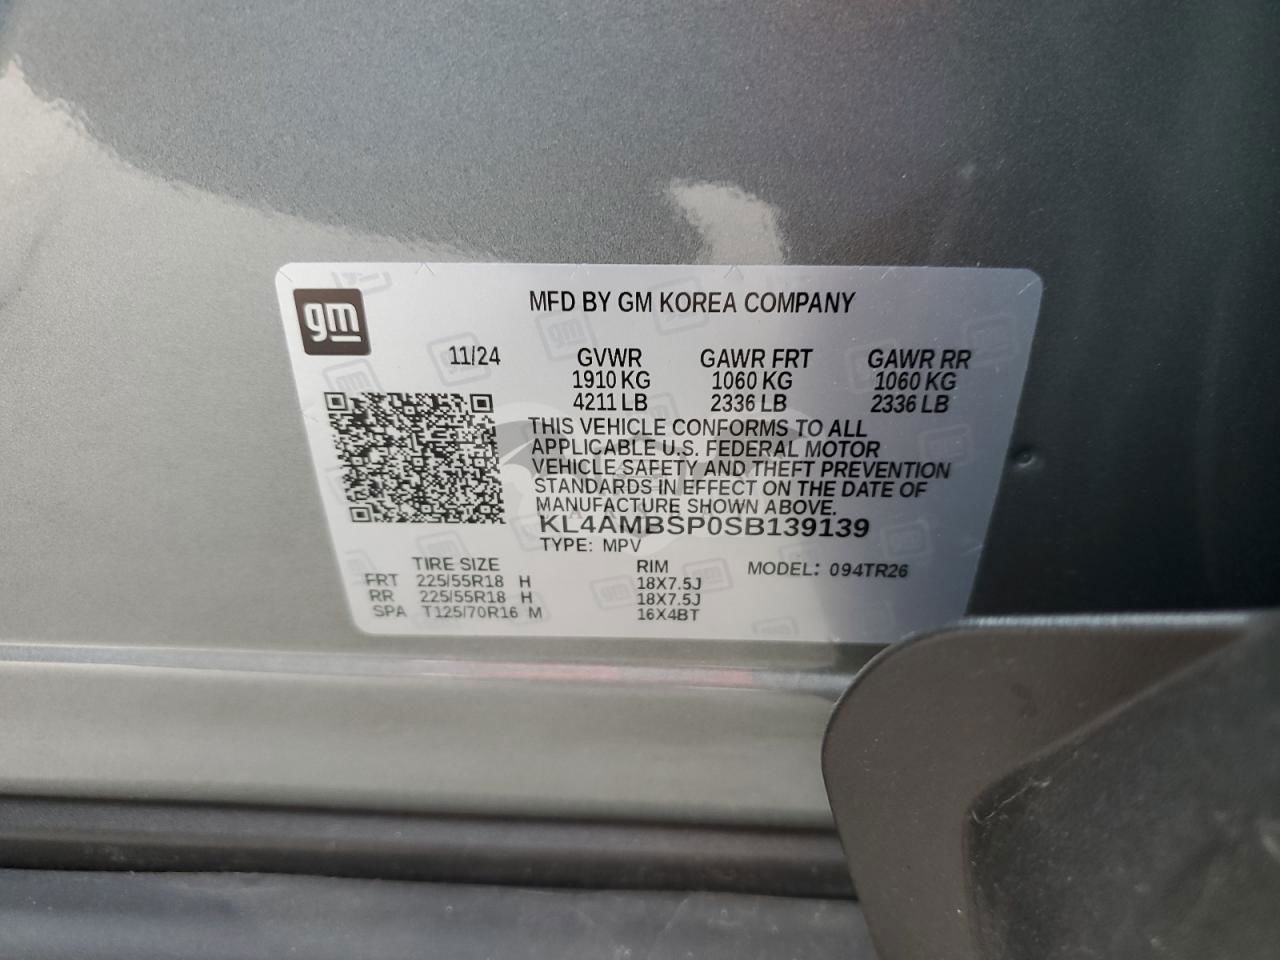 gm
MFD BY GM KOREA COMPANY
11/24 GVWR GAWR FRT GAWR RR
1910 KG 1060 KG 1060 KG
4211 LB 2336 LB 2336 LB
THIS VEHICLE CONFORMS TO ALL
APPLICABLE U.S. FEDERAL MOTOR
VEHICLE SAFETY AND THEFT PREVENTION
STANDARDS IN EFFECT ON THE DATE OF
MANUFACTURE SHOWN ABOVE.
KL4AMBSP0SB139139
TYPE: MPV
TIRE SIZE RIM MODEL: 094TR26
FRT 225/55R18 H 18X7.5J
RR 225/55R18 H 18X7.5J
SPA T125/70R16 M 16X4BT